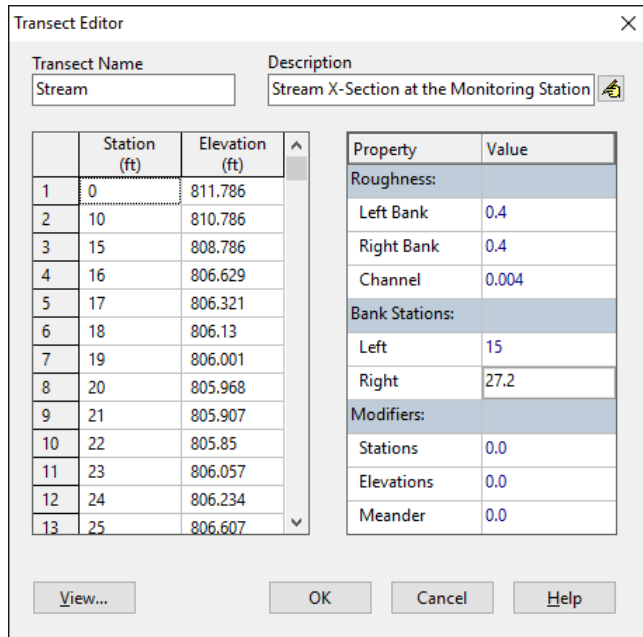 Transect Editor
Transect Name Description
Stream Stream X-Section at the Monitoring Station
Station (ft) Elevation (ft)
1 0 811.786
2 10 810.786
3 15 808.786
4 16 806.629
5 17 806.321
6 18 806.13
7 19 806.001
8 20 805.968
9 21 805.907
10 22 805.85
11 23 806.057
12 24 806.234
13 25 806.607
Property Value
Roughness:
Left Bank 0.4
Right Bank 0.4
Channel 0.004
Bank Stations:
Left 15
Right 27.2
Modifiers:
Stations 0.0
Elevations 0.0
Meander 0.0
View... OK Cancel Help